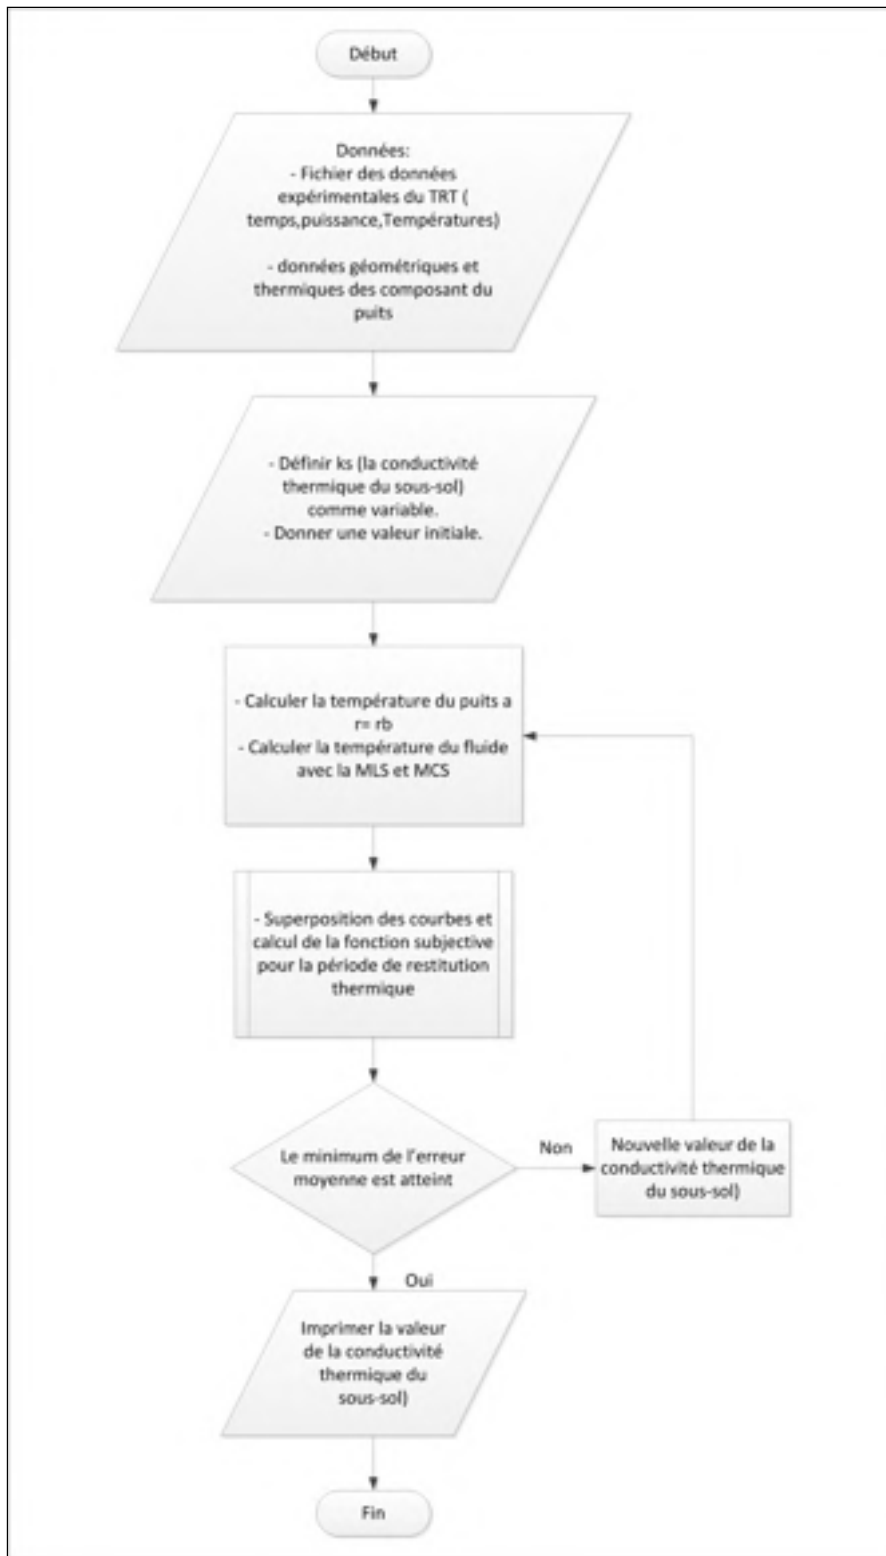 Début
Données:
- Fichier des données
expérimentales du TRT (
temps,puissance,Températures)
- données géométriques et
thermiques des composant du
puits
- Définir ks (la conductivité
thermique du sous-sol)
comme variable.
- Donner une valeur initiale.
- Calculer la température du puits a
r= rb
- Calculer la température du fluide
avec la MLS et MCS
- Superposition des courbes et
calcul de la fonction subjective
pour la période de restitution
thermique
Le minimum de l'erreur
moyenne est atteint
Non
Nouvelle valeur de la
conductivité thermique
du sous-sol)
Oui
Imprimer la valeur
de la conductivité
thermique du
sous-sol)
Fin